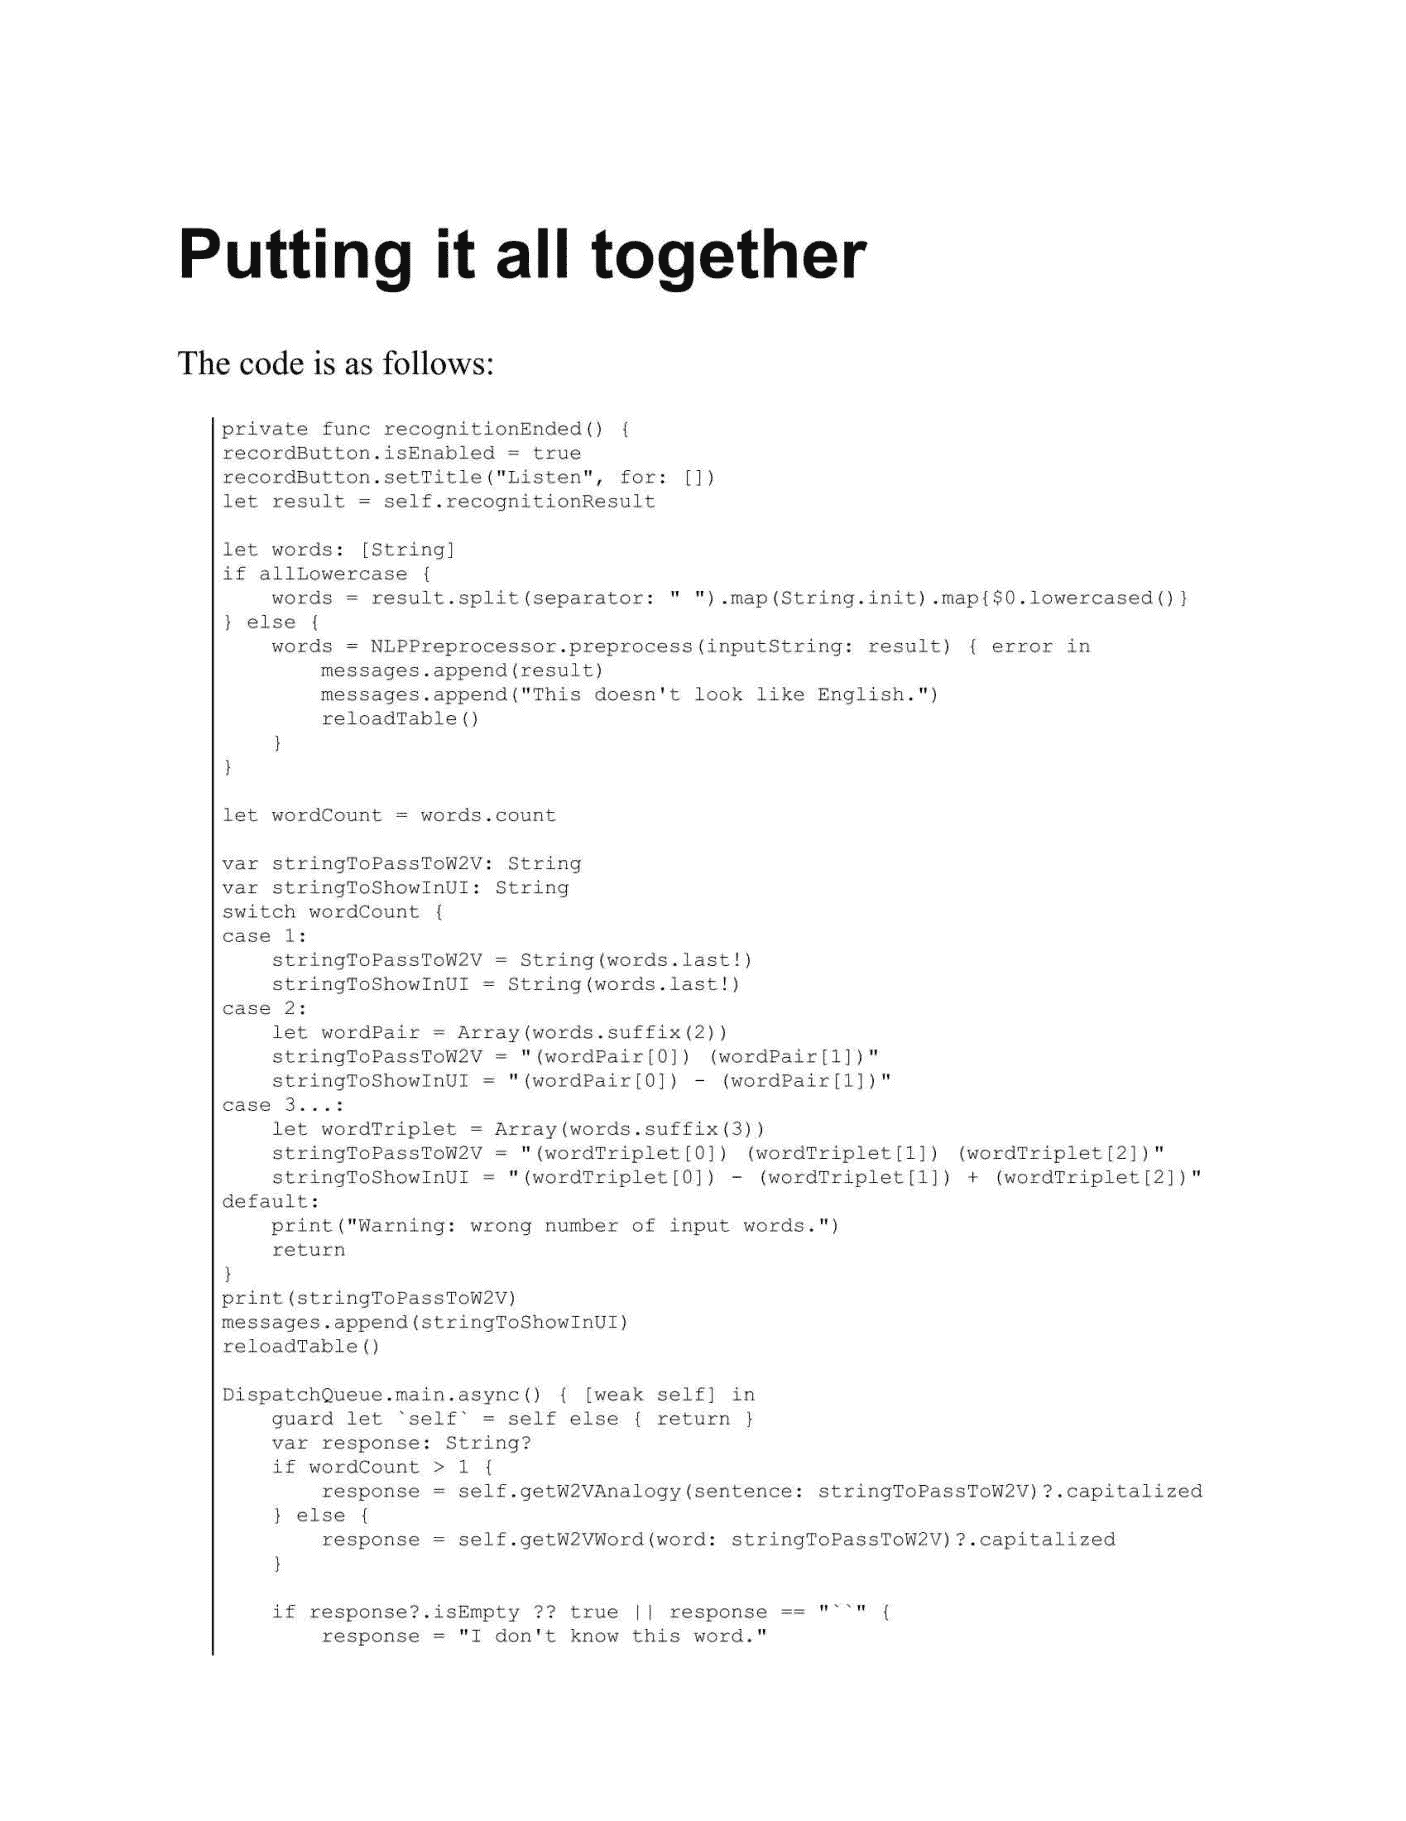 Putting it all together
The code is as follows:
private func recognitionEnded() {
recordButton.isEnabled = true
recordButton.setTitle("Listen", for: [])
let result = self.recognitionResult
let words: [String]
if allLowercase {
    words = result.split(separator: " ").map(String.init).map{$0.lowercased()}
} else {
    words = NLPPreprocessor.preprocess(inputString: result) { error in
        messages.append(result)
        messages.append("This doesn't look like English.")
        reloadTable()
    }
}
let wordCount = words.count
var stringToPassToW2V: String
var stringToShowInUI: String
switch wordCount {
case 1:
    stringToPassToW2V = String(words.last!)
    stringToShowInUI = String(words.last!)
case 2:
    let wordPair = Array(words.suffix(2))
    stringToPassToW2V = "(wordPair[0]) (wordPair[1])"
    stringToShowInUI = "(wordPair[0]) - (wordPair[1])"
case 3...:
    let wordTriplet = Array(words.suffix(3))
    stringToPassToW2V = "(wordTriplet[0]) (wordTriplet[1]) (wordTriplet[2])"
    stringToShowInUI = "(wordTriplet[0]) - (wordTriplet[1]) + (wordTriplet[2])"
default:
    print("Warning: wrong number of input words.")
    return
}
print(stringToPassToW2V)
messages.append(stringToShowInUI)
reloadTable()
DispatchQueue.main.async() { [weak self] in
    guard let `self` = self else { return }
    var response: String?
    if wordCount > 1 {
        response = self.getW2VAnalogy(sentence: stringToPassToW2V)?.capitalized
    } else {
        response = self.getW2VWord(word: stringToPassToW2V)?.capitalized
    }
    if response?.isEmpty ?? true || response == "``" {
        response = "I don't know this word."